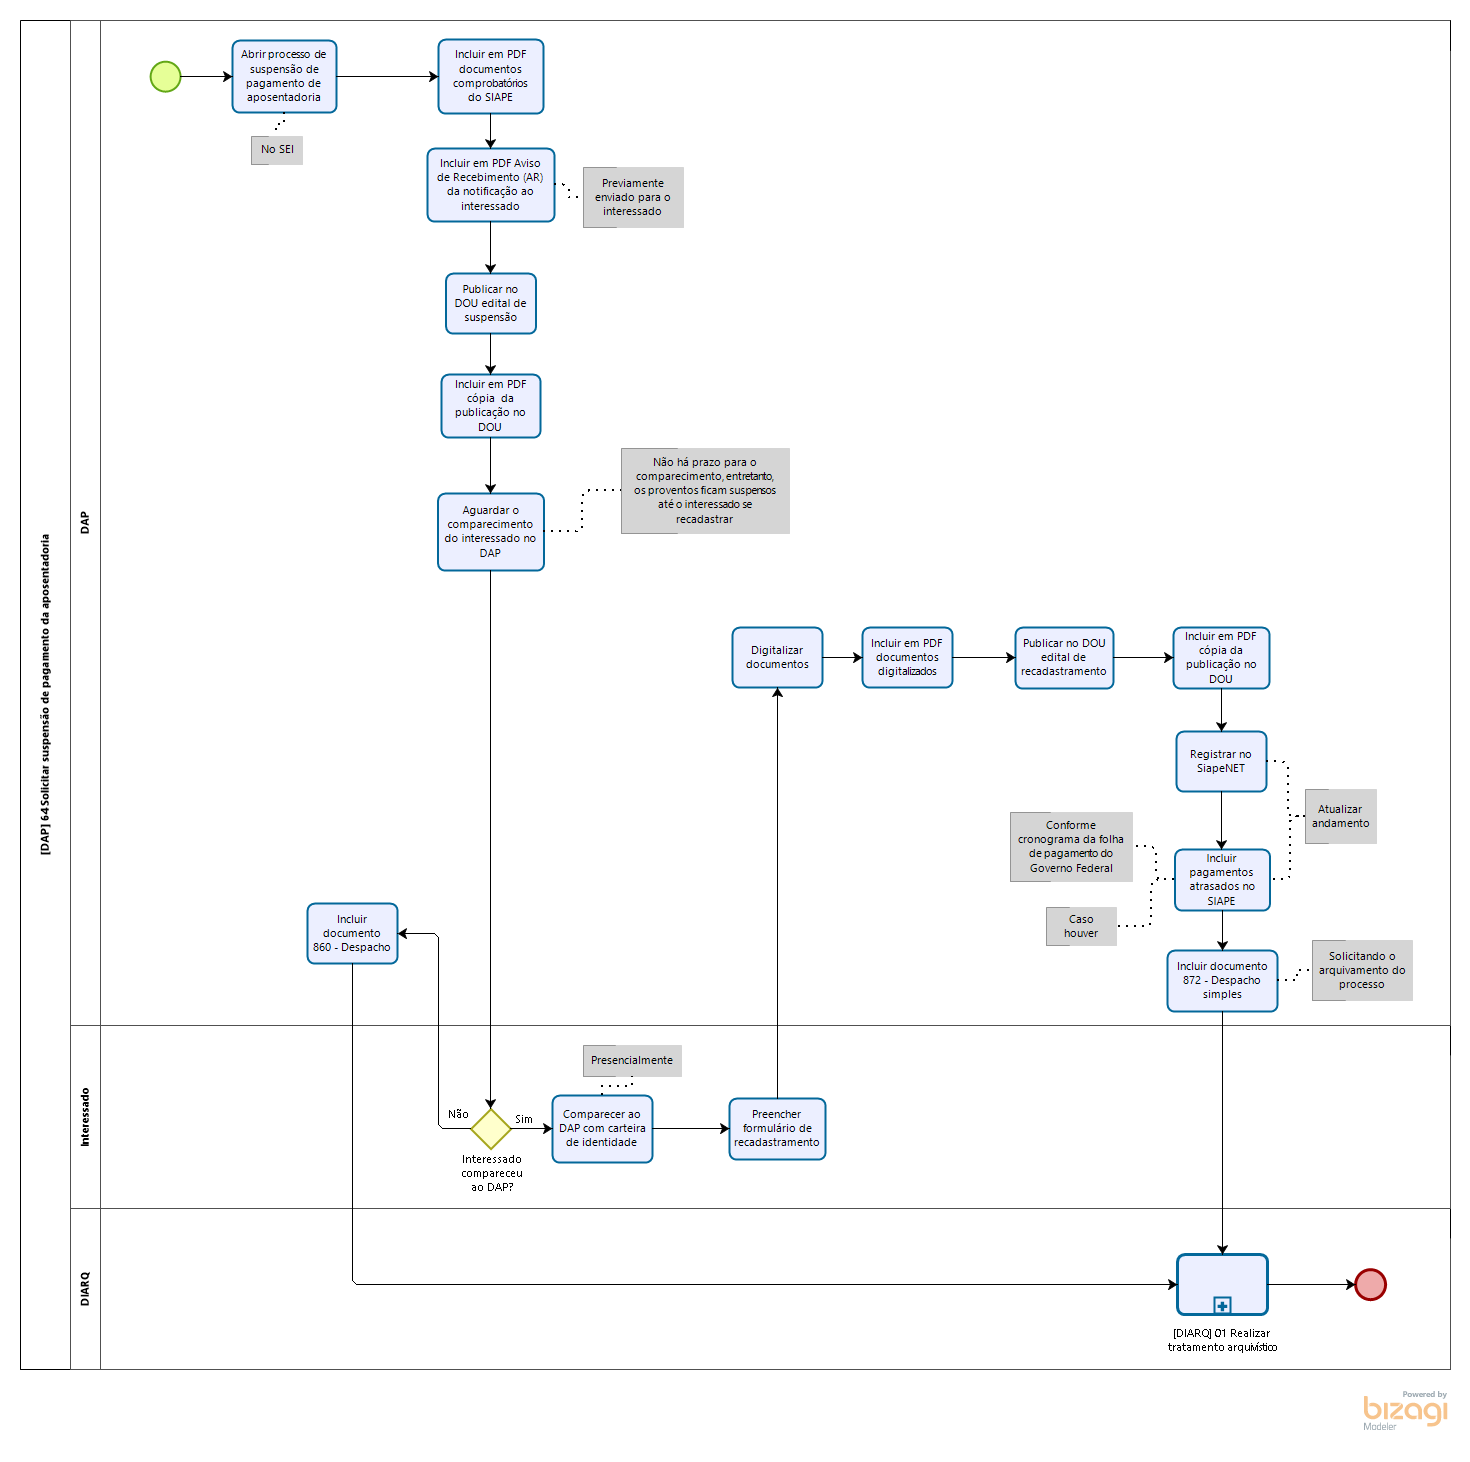 [DAP] 64 Solicitar suspensão de pagamento da aposentadoria
DAP
Abrir processo de
suspensão de
pagamento de
aposentadoria
No SEI
Incluir em PDF
documentos
comprobatórios
do SIAPE
Incluir em PDF Aviso
de Recebimento (AR)
da notificação ao
interessado
Previamente
enviado para o
interessado
Publicar no
DOU edital de
suspensão
Incluir em PDF
cópia da
publicação no
DOU
Aguardar o
comparecimento
do interessado no
DAP
Não há prazo para o
comparecimento, entretanto,
os proventos ficam suspensos
até o interessado se
recadastrar
Digitalizar
documentos
Incluir em PDF
documentos
digitalizados
Publicar no DOU
edital de
recadastramento
Incluir em PDF
cópia da
publicação no
DOU
Registrar no
SiapeNET
Atualizar
andamento
Conforme
cronograma da folha
de pagamento do
Governo Federal
Incluir
pagamentos
atrasados no
SIAPE
Caso
houver
Incluir
documento
860 - Despacho
Incluir documento
872 - Despacho
simples
Solicitando o
arquivamento do
processo
Interessado
Presencialmente
Não
Sim
Interessado
compareceu
ao DAP?
Comparecer ao
DAP com carteira
de identidade
Preencher
formulário de
recadastramento
DIARQ
[DIARQ] 01 Realizar
tratamento arquivístico
Powered by
bizagi
Modeler